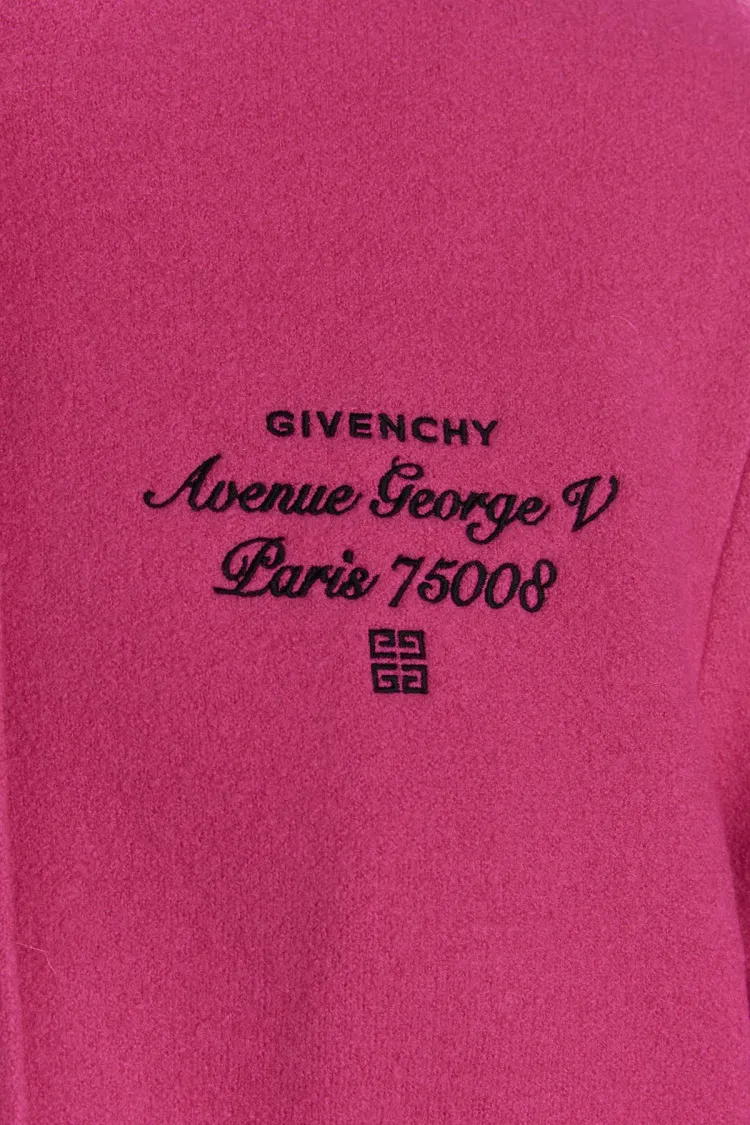 GIVENCHY
Avenue George V
Paris 75008